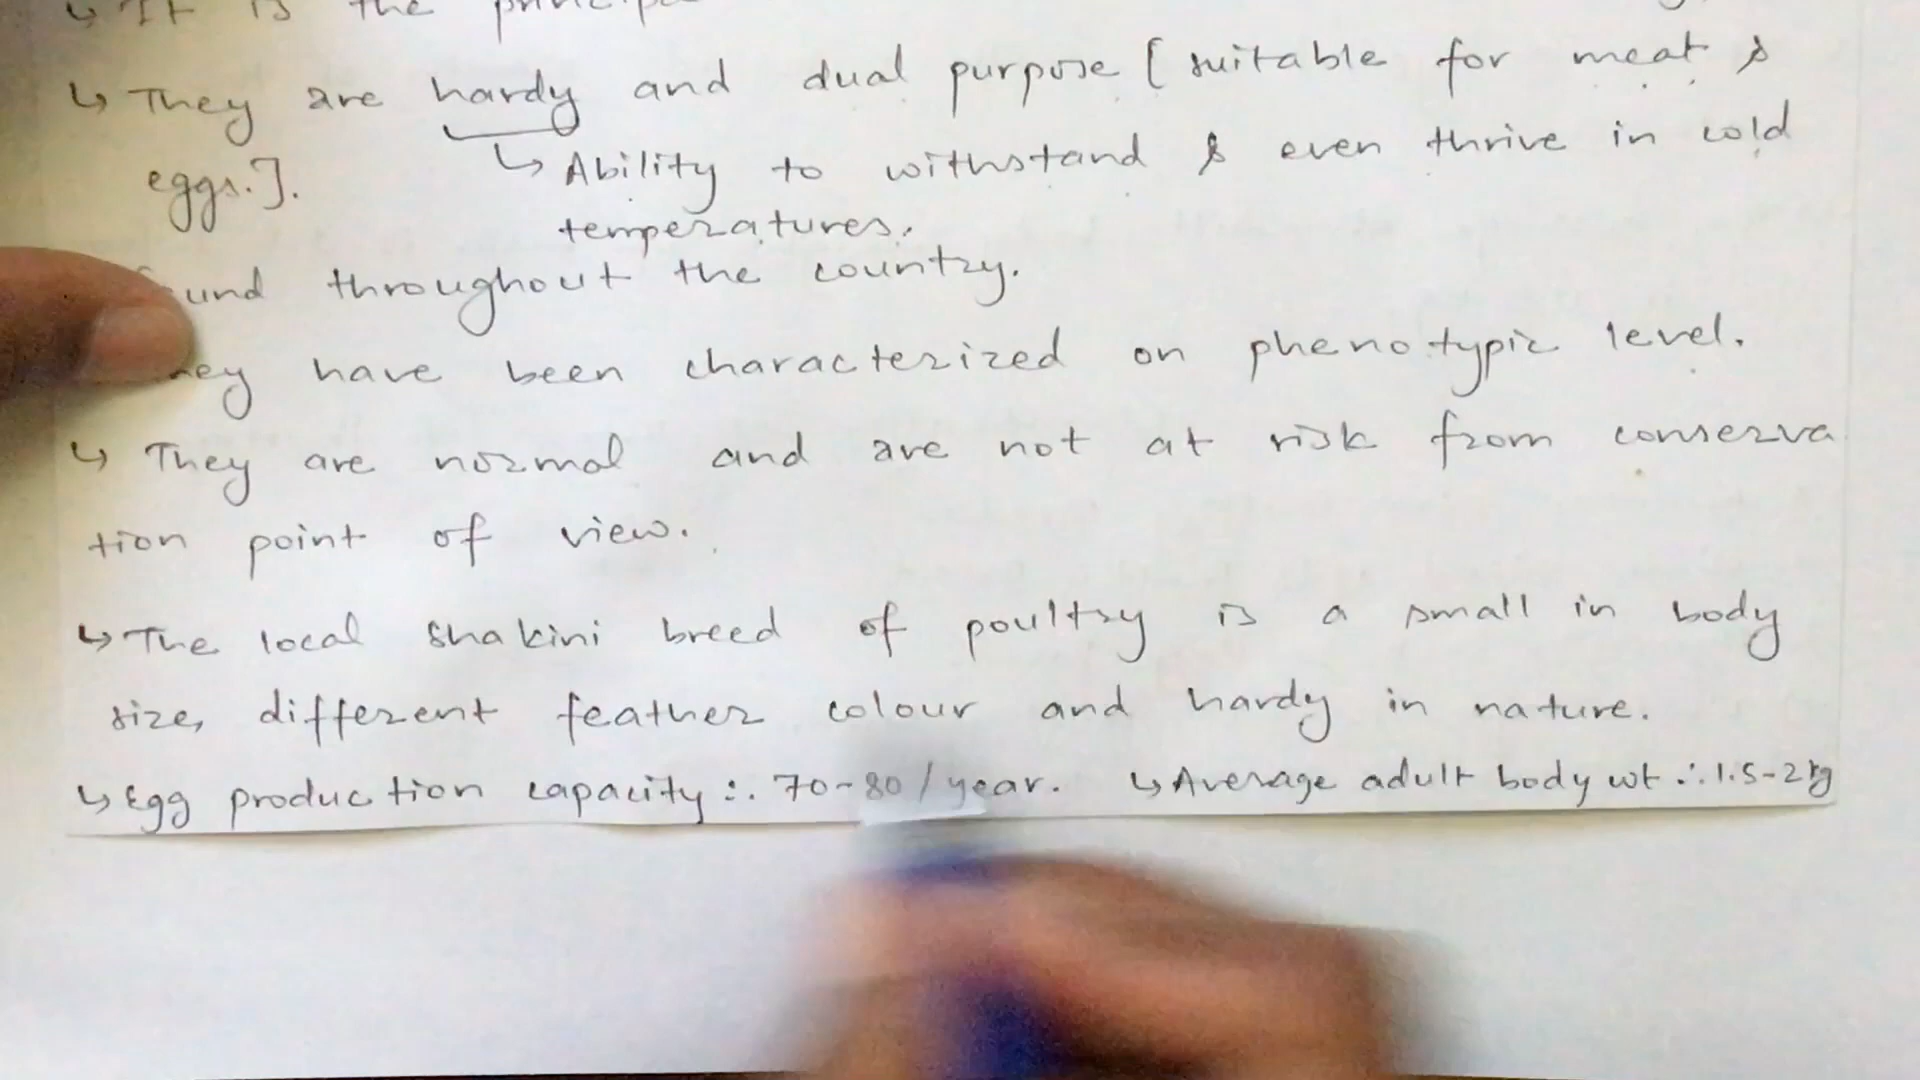 ↳ It is the
↳ They are hardy and dual purpose [suitable for meat &
eggs.].
↳ Ability to withstand & even thrive in cold
temperatures.
throughout the country.
have been characterized on phenotypic level.
↳ They are normal and are not at risk from conserva
tion point of view.
↳ The local shakini breed of poultry is a small in body
size, different feather colour and hardy in nature.
↳ Egg production capacity :. 70-80/year. ↳ Average adult body wt ∴ 1.5-2kg